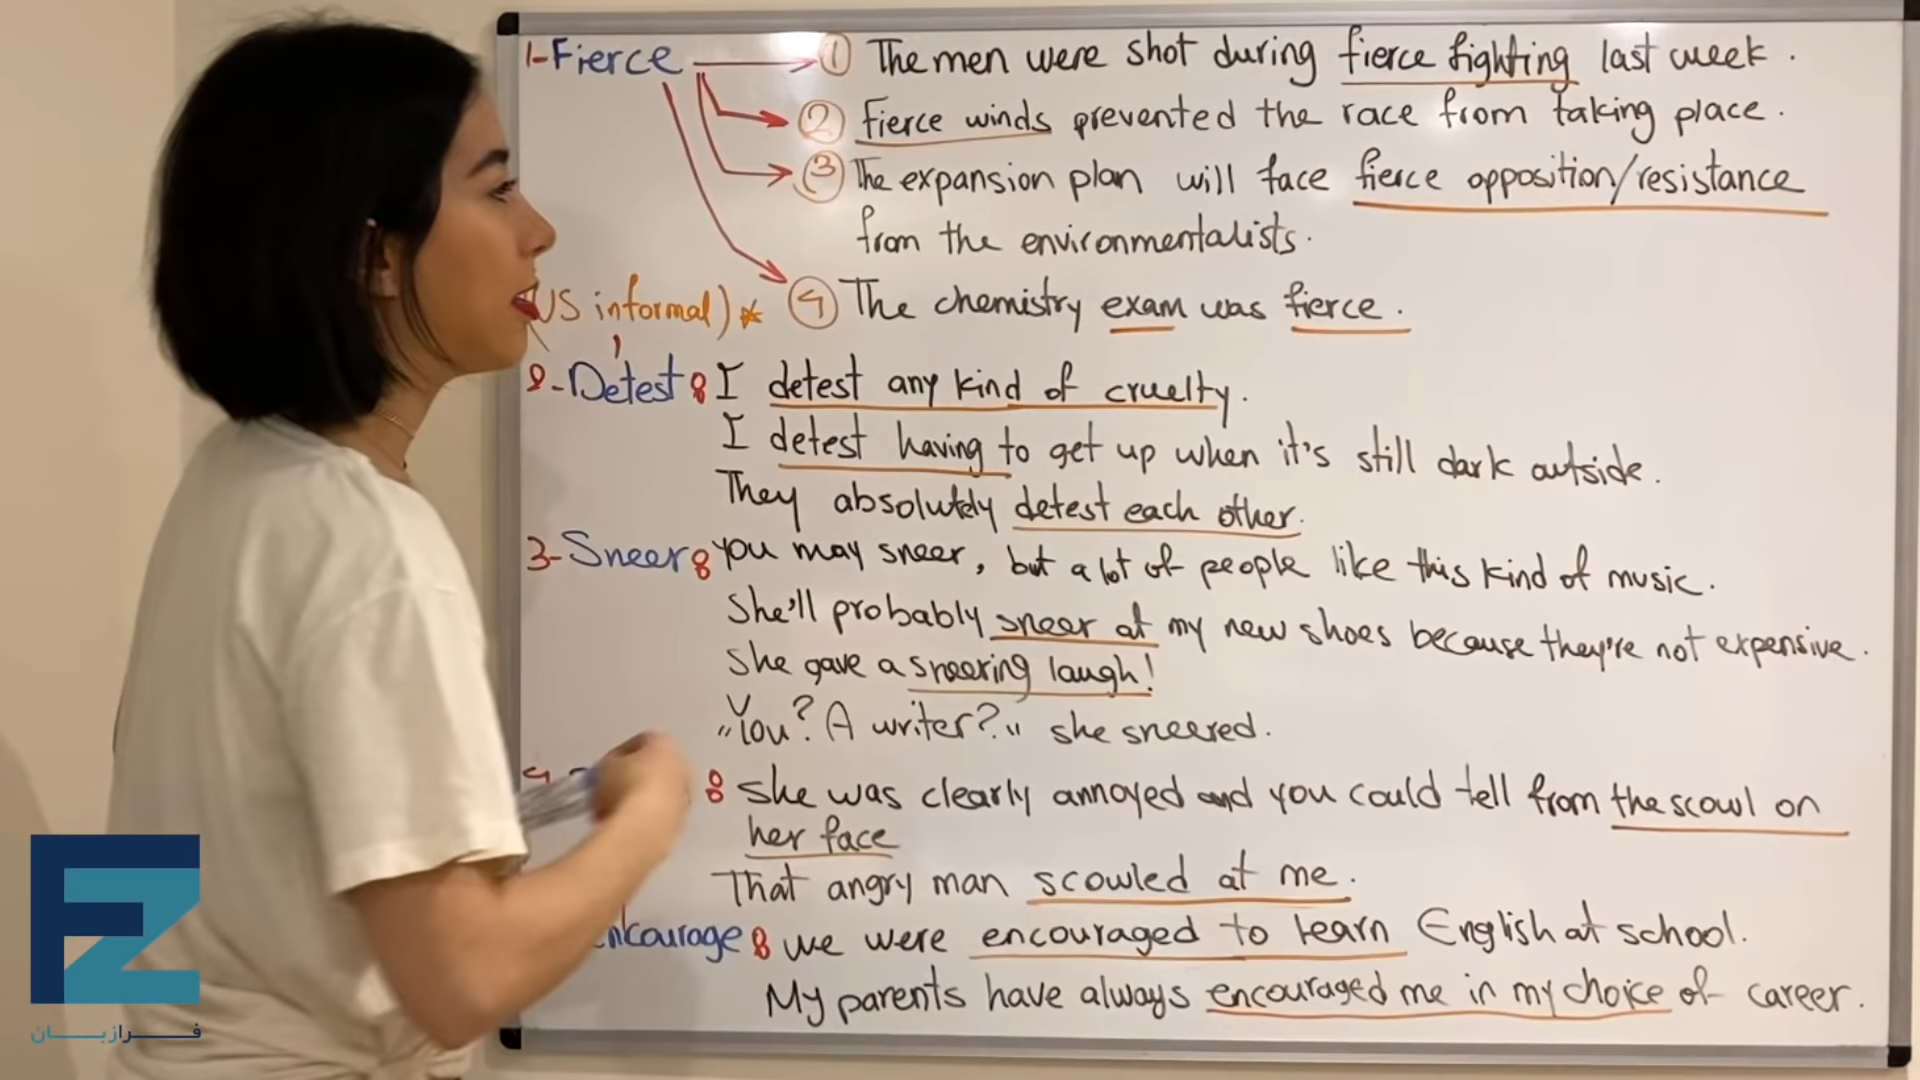 1-Fierce ① The men were shot during fierce fighting last week.
② fierce winds prevented the race from taking place.
③ The expansion plan will face fierce opposition/resistance
from the environmentalists.
(US informal) * ④ The chemistry exam was fierce.
2-Detest: I detest any kind of cruelty.
I detest having to get up when it's still dark outside.
They absolutely detest each other.
3-Sneer: you may sneer, but a lot of people like this kind of music.
She'll probably sneer at my new shoes because they're not expensive.
She gave a sneering laugh!
"You? A writer?" she sneered.
: She was clearly annoyed and you could tell from the scowl on
her face
That angry man scowled at me.
encourage: we were encouraged to learn English at school.
My parents have always encouraged me in my choice of career.
FZ
فرازبان